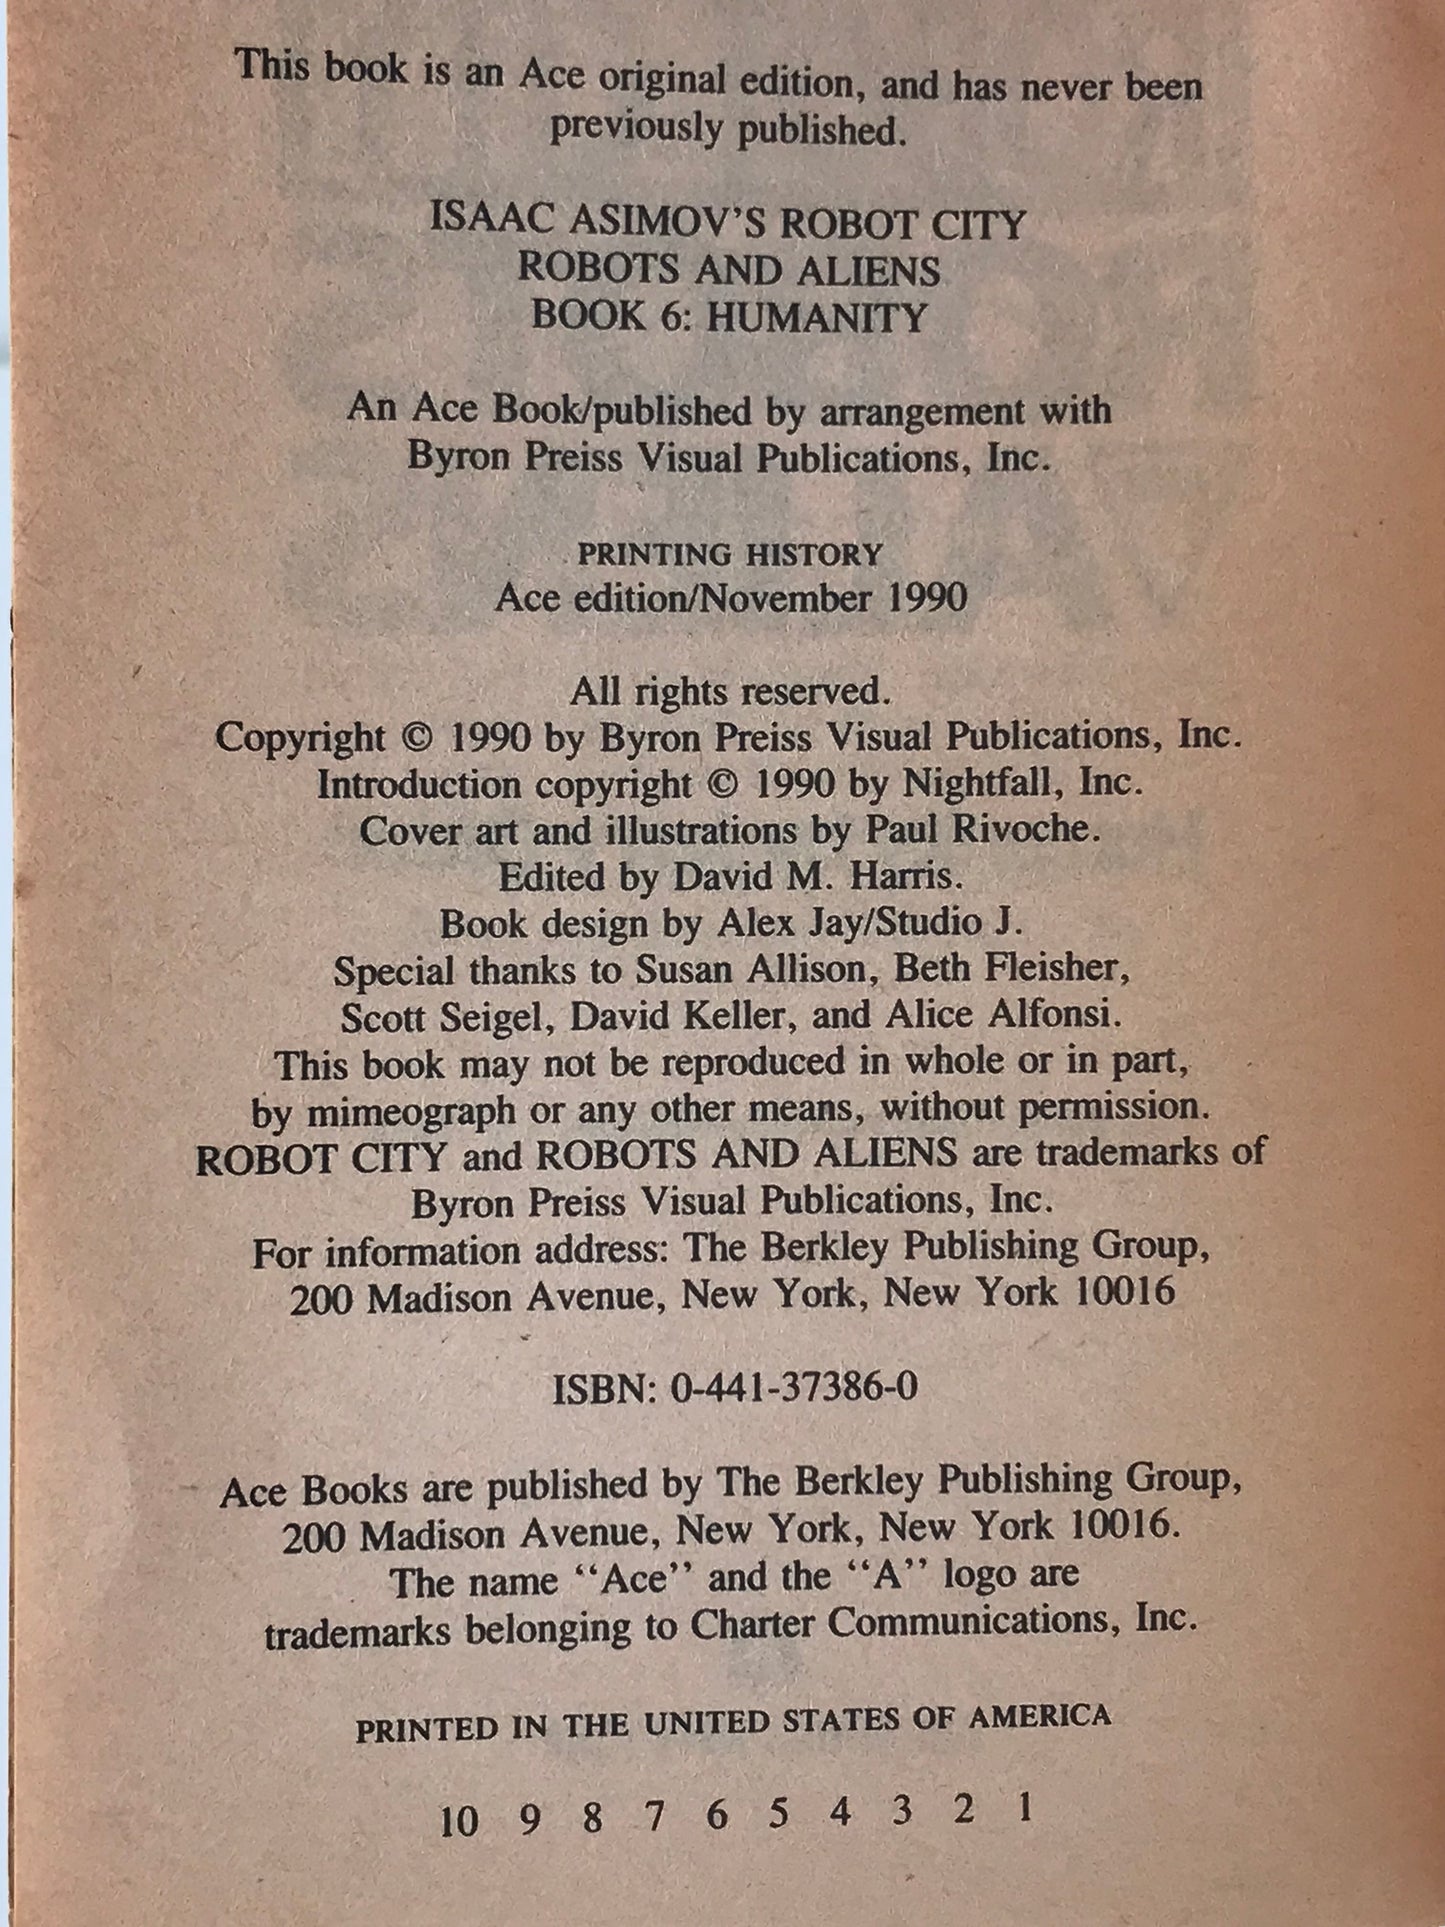 This book is an Ace original edition, and has never been
previously published.
ISAAC ASIMOV'S ROBOT CITY
ROBOTS AND ALIENS
BOOK 6: HUMANITY
An Ace Book/published by arrangement with
Byron Preiss Visual Publications, Inc.
PRINTING HISTORY
Ace edition/November 1990
All rights reserved.
Copyright © 1990 by Byron Preiss Visual Publications, Inc.
Introduction copyright © 1990 by Nightfall, Inc.
Cover art and illustrations by Paul Rivoche.
Edited by David M. Harris.
Book design by Alex Jay/Studio J.
Special thanks to Susan Allison, Beth Fleisher,
Scott Seigel, David Keller, and Alice Alfonsi.
This book may not be reproduced in whole or in part,
by mimeograph or any other means, without permission.
ROBOT CITY and ROBOTS AND ALIENS are trademarks of
Byron Preiss Visual Publications, Inc.
For information address: The Berkley Publishing Group,
200 Madison Avenue, New York, New York 10016
ISBN: 0-441-37386-0
Ace Books are published by The Berkley Publishing Group,
200 Madison Avenue, New York, New York 10016.
The name ‘‘Ace’’ and the ‘‘A’’ logo are
trademarks belonging to Charter Communications, Inc.
PRINTED IN THE UNITED STATES OF AMERICA
10 9 8 7 6 5 4 3 2 1